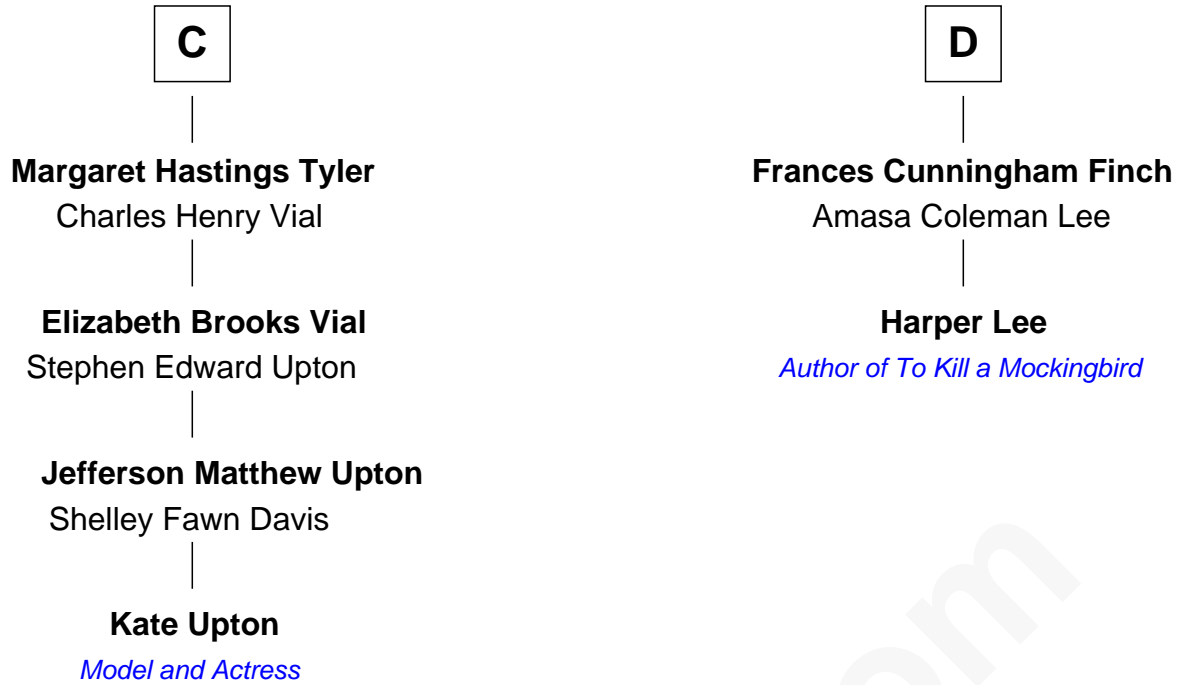 C
Margaret Hastings Tyler
Charles Henry Vial
Elizabeth Brooks Vial
Stephen Edward Upton
Jefferson Matthew Upton
Shelley Fawn Davis
Kate Upton
Model and Actress
D
Frances Cunningham Finch
Amasa Coleman Lee
Harper Lee
Author of To Kill a Mockingbird
om